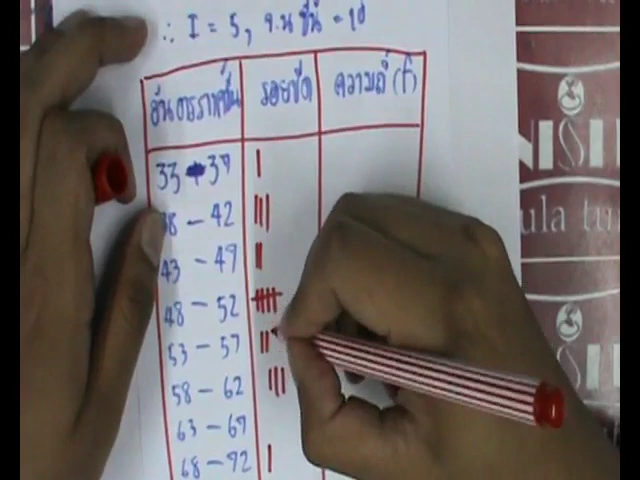 ∴ I = 5, จ.น ชั้น = 10
อันตรภาคชั้น รอยขีด ความถี่ (f)
33 - 37 |
38 - 42 |||
43 - 47 ||
48 - 52
53 - 57 ||
58 - 62 |||
63 - 67
68 - 72 |
NISI
ula tu
NISI